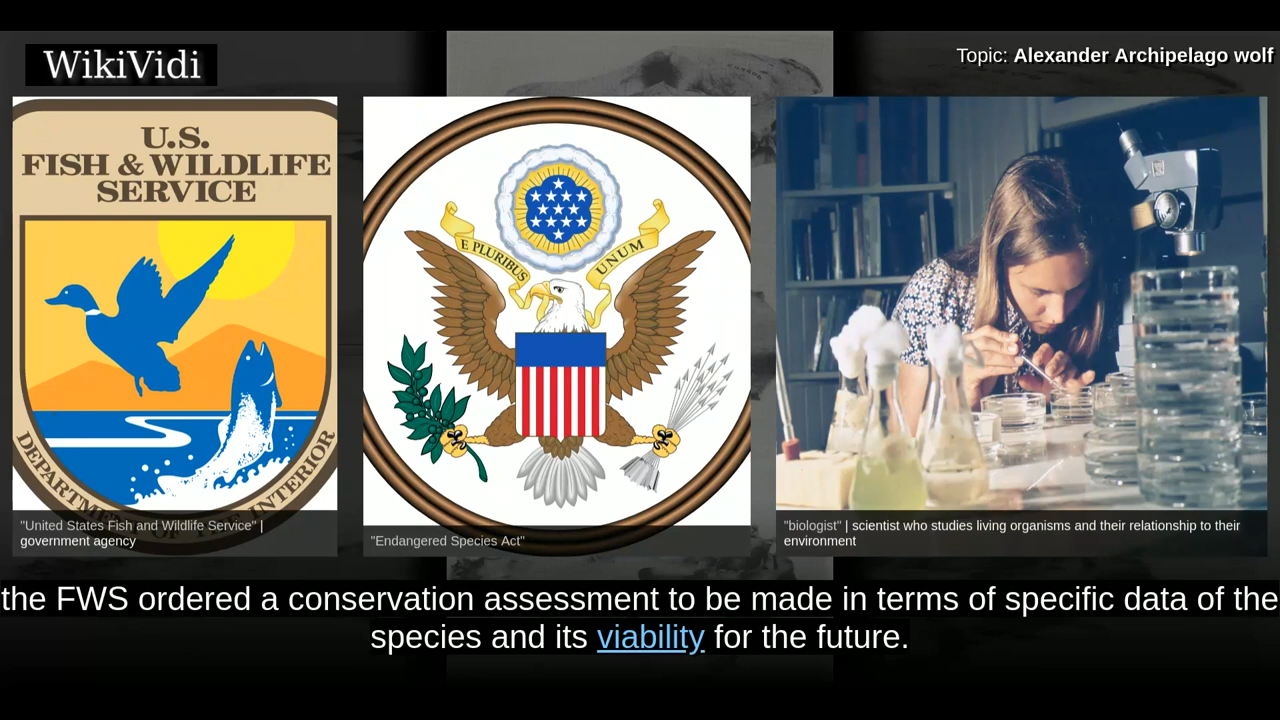 WikiVidi
Topic: Alexander Archipelago wolf
U.S.
FISH & WILDLIFE
SERVICE
DEPARTMENT OF THE INTERIOR
"United States Fish and Wildlife Service" |
government agency
E PLURIBUS
UNUM
"Endangered Species Act"
"biologist" | scientist who studies living organisms and their relationship to their
environment
the FWS ordered a conservation assessment to be made in terms of specific data of the
species and its viability for the future.